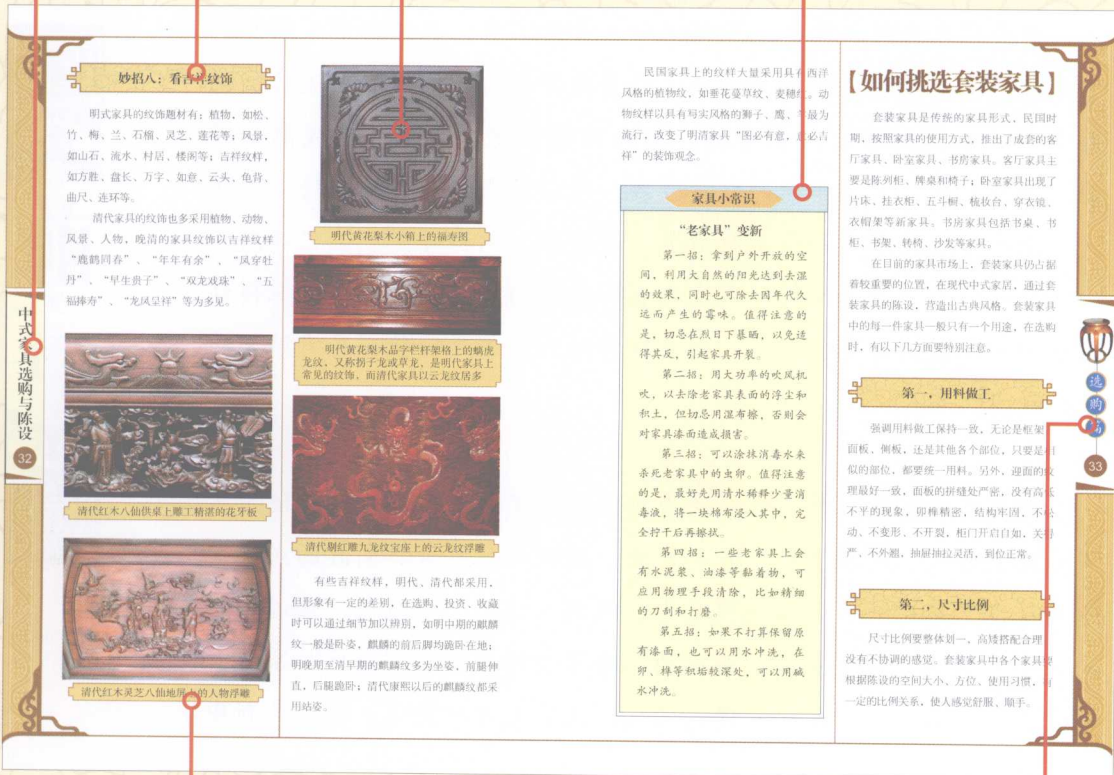 中式家具选购与陈设
32
妙招八：看吉祥纹饰
明式家具的纹饰题材有：植物，如松、
竹、梅、兰、石榴、灵芝、莲花等；风景，
如山石、流水、村居、楼阁等；吉祥纹样，
如方胜、盘长、万字、如意、云头、龟背、
曲尺、连环等。
清代家具的纹饰也多采用植物、动物、
风景、人物，晚清的家具纹饰以吉祥纹样
“鹿鹤同春”、“年年有余”、“凤穿牡
丹”、“早生贵子”、“双龙戏珠”、“五
福捧寿”、“龙凤呈祥”等为多见。
清代红木八仙供桌上雕工精湛的花牙板
清代红木灵芝八仙地屏上的人物浮雕
明代黄花梨木小箱上的福寿图
明代黄花梨木品字栏杆架格上的螭虎
龙纹，又称拐子龙或草龙，是明代家具上
常见的纹饰，而清代家具以云龙纹居多
清代剔红雕九龙纹宝座上的云龙纹浮雕
有些吉祥纹样，明代、清代都采用，
但形象有一定的差别，在选购、投资、收藏
时可以通过细节加以辨别，如明中期的麒麟
纹一般是卧姿，麒麟的前后脚均跪卧在地；
明晚期至清早期的麒麟纹多为坐姿，前腿伸
直，后腿跪卧；清代康熙以后的麒麟纹都采
用站姿。
民国家具上的纹样大量采用具有西洋
风格的植物纹，如垂花蔓草纹、麦穗纹。动
物纹样以具有写实风格的狮子、鹰、羊最为
流行，改变了明清家具“图必有意，意必吉
祥”的装饰观念。
家具小常识
“老家具”变新
第一招：拿到户外开放的空
间，利用大自然的阳光达到去湿
的效果，同时也可除去因年代久
远而产生的霉味。值得注意的
是，切忌在烈日下暴晒，以免适
得其反，引起家具开裂。
第二招：用大功率的吹风机
吹，以去除老家具表面的浮尘和
积土，但切忌用湿布擦，否则会
对家具漆面造成损害。
第三招：可以涂抹消毒水来
杀死老家具中的虫卵。值得注意
的是，最好先用清水稀释少量消
毒液，将一块棉布浸入其中，完
全拧干后再擦拭。
第四招：一些老家具上会
有水泥浆、油漆等黏着物，可
应用物理手段清除，比如精细
的刀刮和打磨。
第五招：如果不打算保留原
有漆面，也可以用水冲洗，在
卯、榫等积垢较深处，可以用碱
水冲洗。
【如何挑选套装家具】
套装家具是传统的家具形式，民国时
期，按照家具的使用方式，推出了成套的客
厅家具、卧室家具、书房家具。客厅家具主
要是陈列柜、牌桌和椅子；卧室家具出现了
片床、挂衣柜、五斗橱、梳妆台、穿衣镜、
衣帽架等新家具。书房家具包括书桌、书
柜、书架、转椅、沙发等家具。
在目前的家具市场上，套装家具仍占据
着较重要的位置，在现代中式家居，通过套
装家具的陈设，营造出古典风格。套装家具
中的每一件家具一般只有一个用途，在选购
时，有以下几方面要特别注意。
第一，用料做工
强调用料做工保持一致，无论是框架、
面板、侧板，还是其他各个部位，只要是相
似的部位，都要统一用料。另外，迎面的纹
理最好一致，面板的拼缝处严密，没有高低
不平的现象，卯榫精密，结构牢固，不松
动、不变形、不开裂，柜门开启自如，关得
严、不外翘，抽屉抽拉灵活，到位正常。
第二，尺寸比例
尺寸比例要整体划一，高矮搭配合理，
没有不协调的感觉。套装家具中各个家具要
根据陈设的空间大小、方位、使用习惯，有
一定的比例关系，使人感觉舒服、顺手。
选购
33